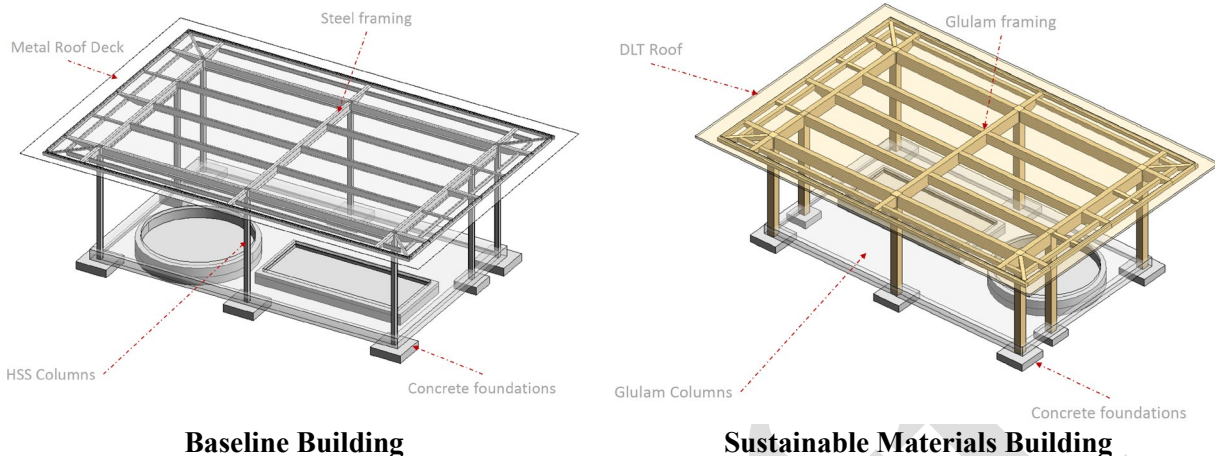 Steel framing
Metal Roof Deck
HSS Columns
Concrete foundations
Baseline Building
Glulam framing
DLT Roof
Glulam Columns
Concrete foundations
Sustainable Materials Building